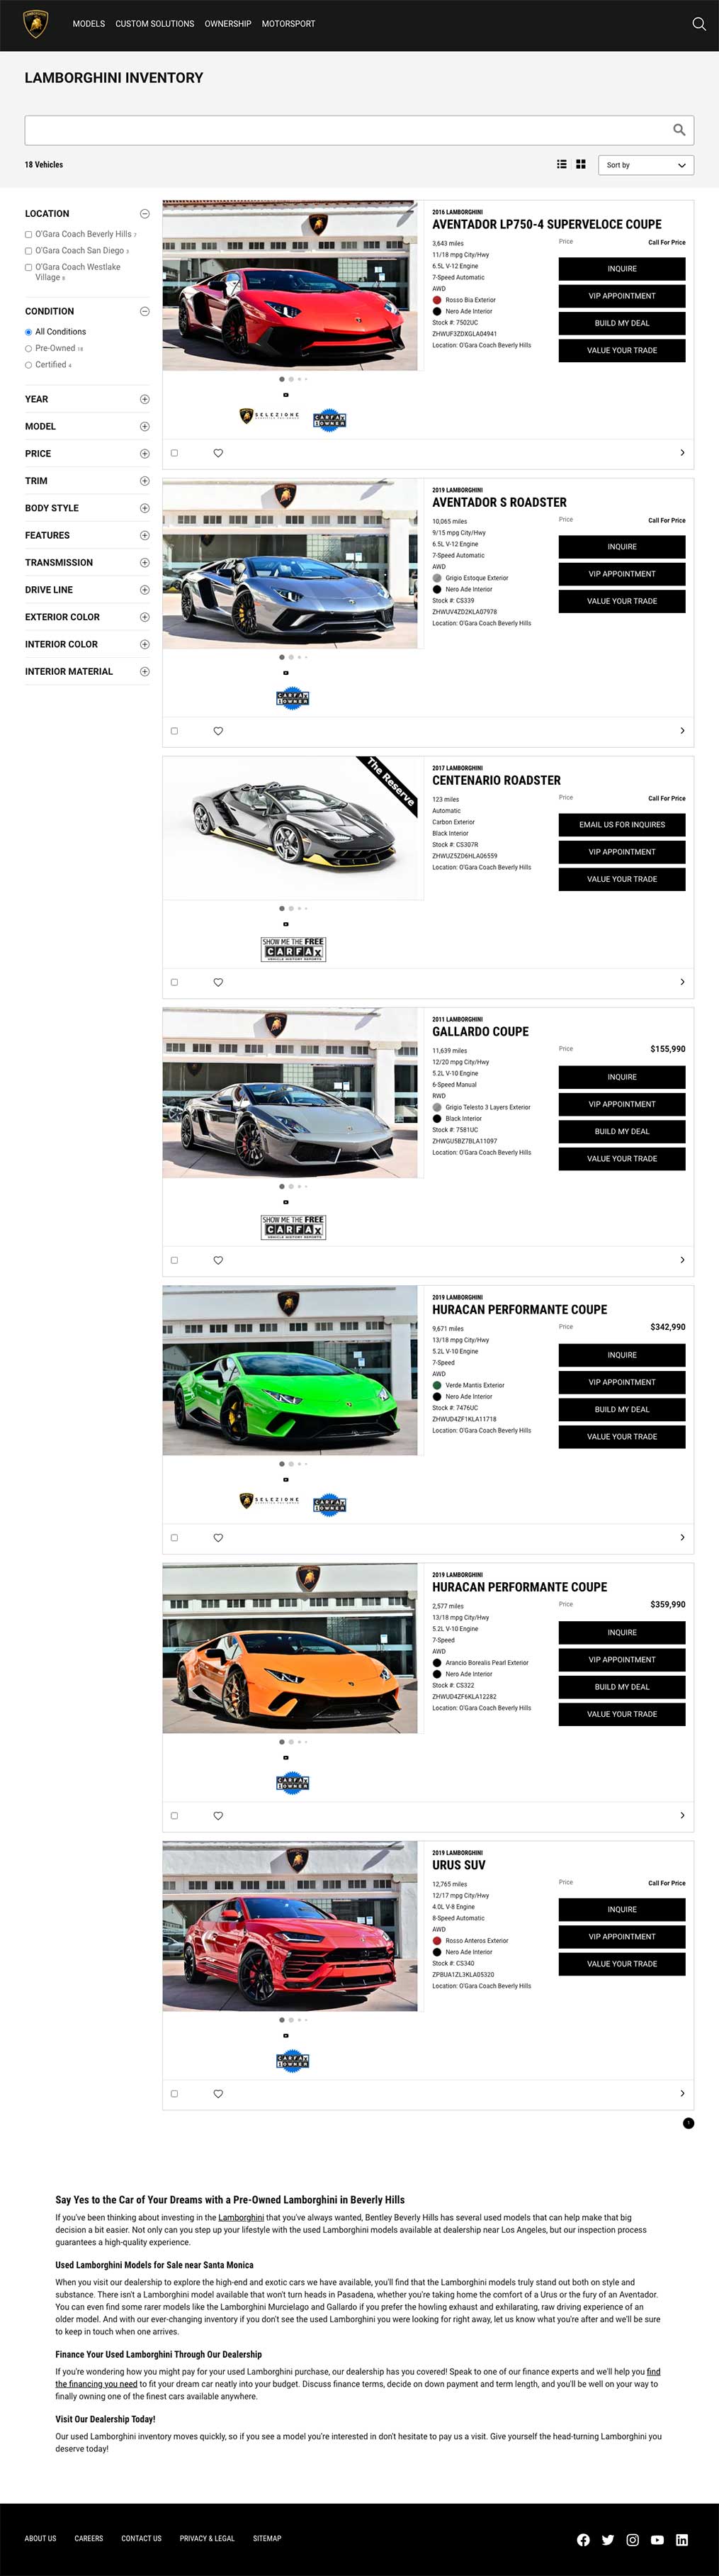 MODELS CUSTOM SOLUTIONS OWNERSHIP MOTORSPORT
LAMBORGHINI INVENTORY
18 Vehicles
Sort by
LOCATION
O'Gara Coach Beverly Hills 7
O'Gara Coach San Diego 3
O'Gara Coach Westlake
Village 8
CONDITION
All Conditions
Pre-Owned 18
Certified 4
YEAR
MODEL
PRICE
TRIM
BODY STYLE
FEATURES
TRANSMISSION
DRIVE LINE
EXTERIOR COLOR
INTERIOR COLOR
INTERIOR MATERIAL
2016 LAMBORGHINI
AVENTADOR LP750-4 SUPERVELOCE COUPE
3,643 miles
11/18 mpg City/Hwy
6.5L V-12 Engine
7-Speed Automatic
AWD
Rosso Bia Exterior
Nero Ade Interior
Stock #: 7502UC
ZHWUF3ZDXGLA04941
Location: O'Gara Coach Beverly Hills
Price Call For Price
INQUIRE
VIP APPOINTMENT
BUILD MY DEAL
VALUE YOUR TRADE
SELEZIONE
CARFAX
1 OWNER
2019 LAMBORGHINI
AVENTADOR S ROADSTER
10,065 miles
9/15 mpg City/Hwy
6.5L V-12 Engine
7-Speed Automatic
AWD
Grigio Estoque Exterior
Nero Ade Interior
Stock #: CS339
ZHWUV4ZD2KLA07978
Location: O'Gara Coach Beverly Hills
Price Call For Price
INQUIRE
VIP APPOINTMENT
VALUE YOUR TRADE
CARFAX
1 OWNER
The Reserve
2017 LAMBORGHINI
CENTENARIO ROADSTER
123 miles
Automatic
Carbon Exterior
Black Interior
Stock #: CS307R
ZHWUZ5ZD6HLA06559
Location: O'Gara Coach Beverly Hills
Price Call For Price
EMAIL US FOR INQUIRES
VIP APPOINTMENT
VALUE YOUR TRADE
SHOW ME THE FREE
CARFAX
VEHICLE HISTORY REPORTS
2011 LAMBORGHINI
GALLARDO COUPE
11,639 miles
12/20 mpg City/Hwy
5.2L V-10 Engine
6-Speed Manual
RWD
Grigio Telesto 3 Layers Exterior
Black Interior
Stock #: 7581UC
ZHWGU5BZ7BLA11097
Location: O'Gara Coach Beverly Hills
Price $155,990
INQUIRE
VIP APPOINTMENT
BUILD MY DEAL
VALUE YOUR TRADE
SHOW ME THE FREE
CARFAX
VEHICLE HISTORY REPORTS
2019 LAMBORGHINI
HURACAN PERFORMANTE COUPE
9,671 miles
13/18 mpg City/Hwy
5.2L V-10 Engine
7-Speed
AWD
Verde Mantis Exterior
Nero Ade Interior
Stock #: 7476UC
ZHWUD4ZF1KLA11718
Location: O'Gara Coach Beverly Hills
Price $342,990
INQUIRE
VIP APPOINTMENT
BUILD MY DEAL
VALUE YOUR TRADE
SELEZIONE
CARFAX
1 OWNER
2019 LAMBORGHINI
HURACAN PERFORMANTE COUPE
2,577 miles
13/18 mpg City/Hwy
5.2L V-10 Engine
7-Speed
AWD
Arancio Borealis Pearl Exterior
Nero Ade Interior
Stock #: CS322
ZHWUD4ZF6KLA12282
Location: O'Gara Coach Beverly Hills
Price $359,990
INQUIRE
VIP APPOINTMENT
BUILD MY DEAL
VALUE YOUR TRADE
CARFAX
1 OWNER
2019 LAMBORGHINI
URUS SUV
12,765 miles
12/17 mpg City/Hwy
4.0L V-8 Engine
8-Speed Automatic
AWD
Rosso Anteros Exterior
Nero Ade Interior
Stock #: CS340
ZPBUA1ZL3KLA05320
Location: O'Gara Coach Beverly Hills
Price Call For Price
INQUIRE
VIP APPOINTMENT
VALUE YOUR TRADE
CARFAX
1 OWNER
1
Say Yes to the Car of Your Dreams with a Pre-Owned Lamborghini in Beverly Hills
If you've been thinking about investing in the Lamborghini that you've always wanted, Bentley Beverly Hills has several used models that can help make that big
decision a bit easier. Not only can you step up your lifestyle with the used Lamborghini models available at dealership near Los Angeles, but our inspection process
guarantees a high-quality experience.
Used Lamborghini Models for Sale near Santa Monica
When you visit our dealership to explore the high-end and exotic cars we have available, you'll find that the Lamborghini models truly stand out both on style and
substance. There isn't a Lamborghini model available that won't turn heads in Pasadena, whether you're taking home the comfort of a Urus or the fury of an Aventador.
You can even find some rarer models like the Lamborghini Murcielago and Gallardo if you prefer the howling exhaust and exhilarating, raw driving experience of an
older model. And with our ever-changing inventory if you don't see the used Lamborghini you were looking for right away, let us know what you're after and we'll be sure
to keep in touch when one arrives.
Finance Your Used Lamborghini Through Our Dealership
If you're wondering how you might pay for your used Lamborghini purchase, our dealership has you covered! Speak to one of our finance experts and we'll help you find
the financing you need to fit your dream car neatly into your budget. Discuss finance terms, decide on down payment and term length, and you'll be well on your way to
finally owning one of the finest cars available anywhere.
Visit Our Dealership Today!
Our used Lamborghini inventory moves quickly, so if you see a model you're interested in don't hesitate to pay us a visit. Give yourself the head-turning Lamborghini you
deserve today!
ABOUT US CAREERS CONTACT US PRIVACY & LEGAL SITEMAP